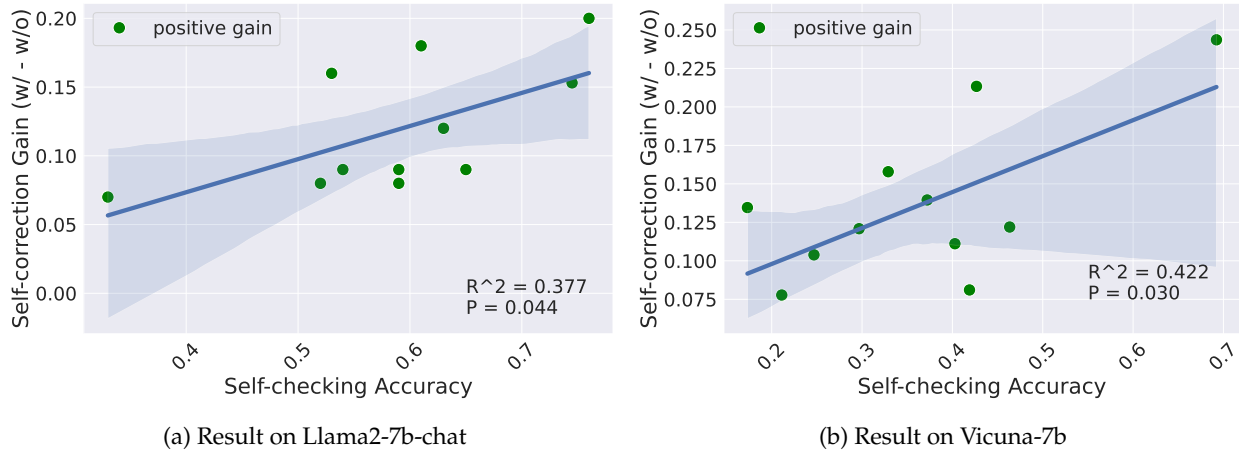 positive gain
Self-correction Gain (w/ - w/o)
0.20
0.15
0.10
0.05
0.00
R^2 = 0.377
P = 0.044
0.4
0.5
0.6
0.7
Self-checking Accuracy
(a) Result on Llama2-7b-chat
positive gain
Self-correction Gain (w/ - w/o)
0.250
0.225
0.200
0.175
0.150
0.125
0.100
0.075
R^2 = 0.422
P = 0.030
0.2
0.3
0.4
0.5
0.6
0.7
Self-checking Accuracy
(b) Result on Vicuna-7b